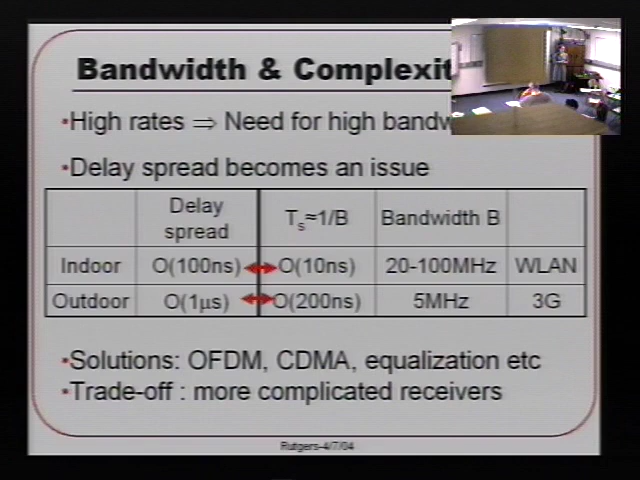 Bandwidth & Complexit
▪High rates ⇒ Need for high bandw
▪Delay spread becomes an issue
Delay spread Ts≈1/B Bandwidth B
Indoor O(100ns) O(10ns) 20-100MHz WLAN
Outdoor O(1μs) O(200ns) 5MHz 3G
▪Solutions: OFDM, CDMA, equalization etc
▪Trade-off : more complicated receivers
Rutgers-4/7/04